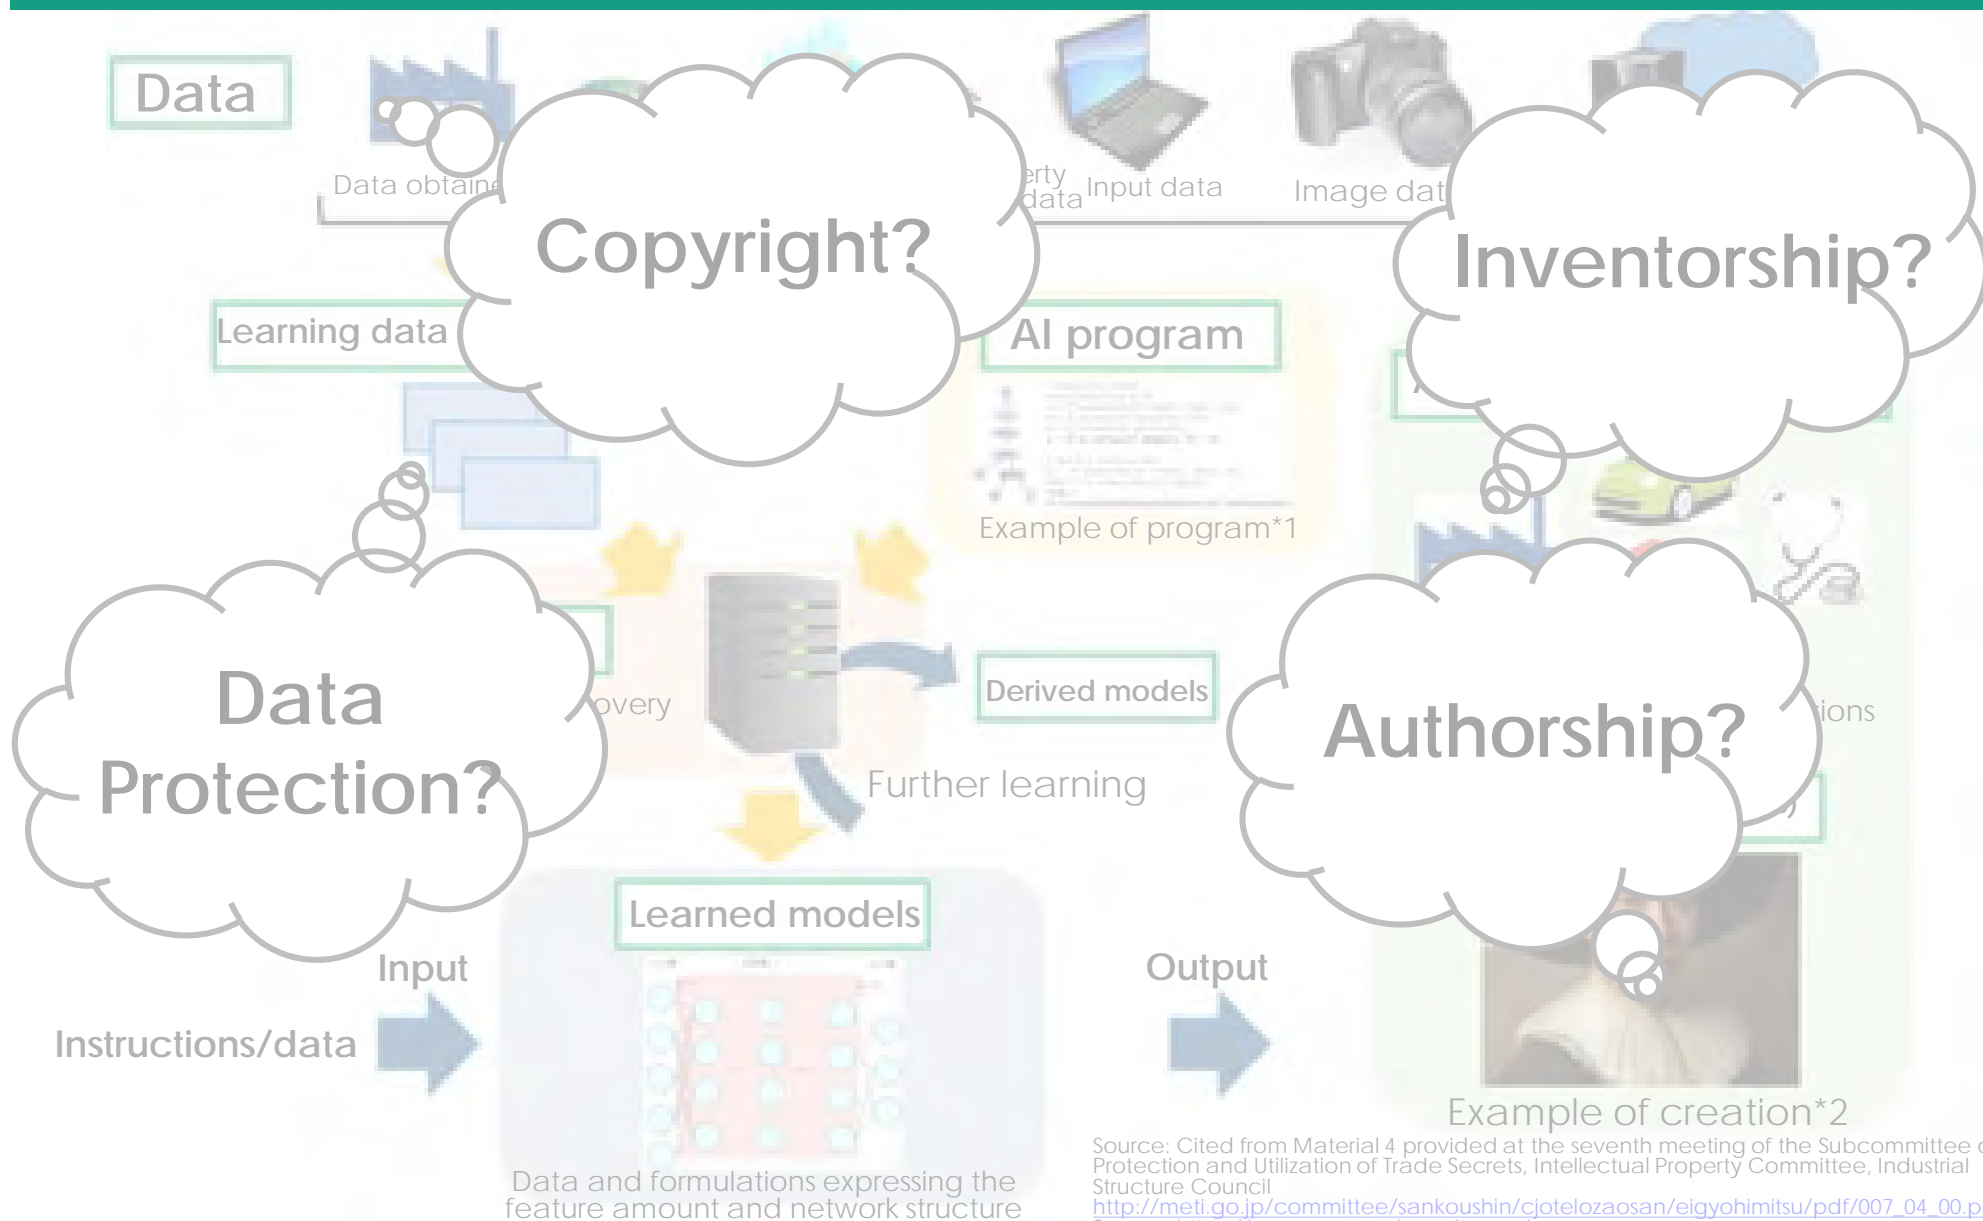 Data
Data obtaine
erty
data
Input data
Image dat
Copyright?
Inventorship?
Learning data
AI program
Example of program*1
Data
Protection?
overy
Derived models
Authorship?
ions
Further learning
Learned models
Input
Output
Instructions/data
Example of creation*2
Data and formulations expressing the
feature amount and network structure
Source: Cited from Material 4 provided at the seventh meeting of the Subcommittee
Protection and Utilization of Trade Secrets, Intellectual Property Committee, Industrial
Structure Council
http://meti.go.jp/committee/sankoushin/cjotelozaosan/eigyohimitsu/pdf/007_04_00.p